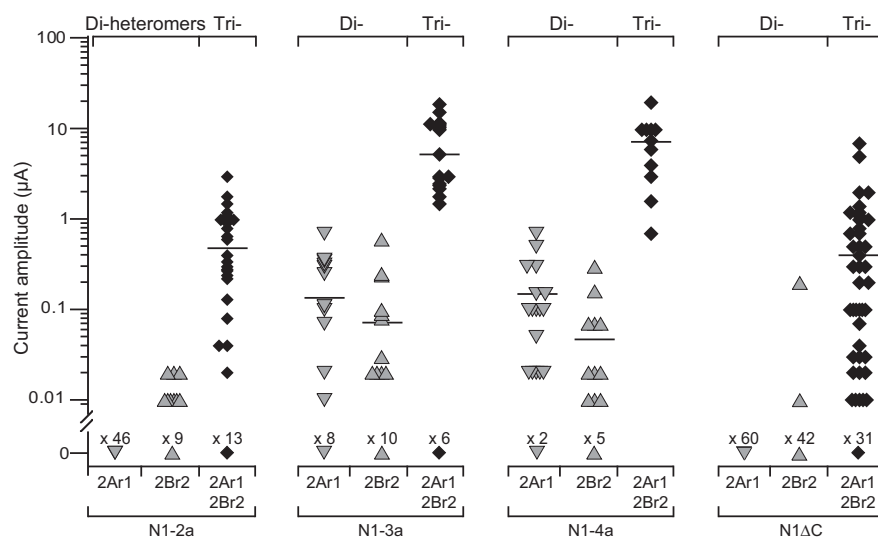 Di-heteromers Tri- Di- Tri- Di- Tri- Di- Tri-
100
10
1
0.1
0.01
0
Current amplitude (µA)
x 46 x 9 x 13 x 8 x 10 x 6 x 2 x 5 x 60 x 42 x 31
2Ar1 2Br2 2Ar1 2Ar1 2Br2 2Ar1 2Ar1 2Br2 2Ar1 2Ar1 2Br2 2Ar1
2Br2 2Br2 2Br2 2Br2
N1-2a N1-3a N1-4a N1ΔC